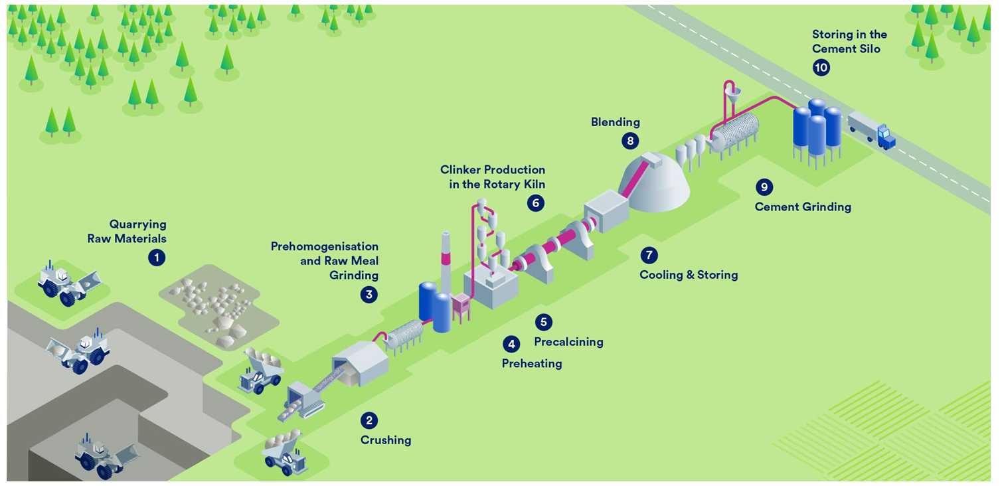 Quarrying
Raw Materials
1
2
Crushing
Prehomogenisation
and Raw Meal
Grinding
3
4
Preheating
5
Precalcining
Clinker Production
in the Rotary Kiln
6
7
Cooling & Storing
Blending
8
9
Cement Grinding
Storing in the
Cement Silo
10